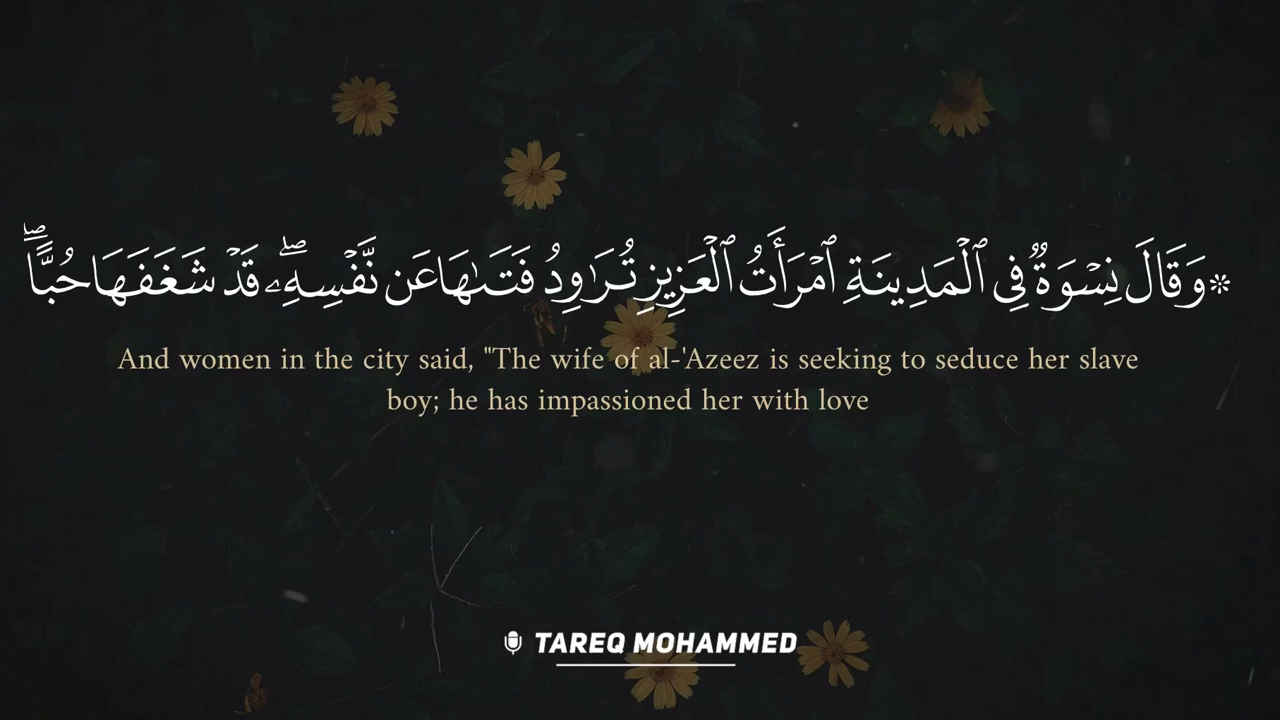 ۞وَقَالَ نِسْوَةٌ فِى ٱلْمَدِينَةِ ٱمْرَأَتُ ٱلْعَزِيزِ تُرَٰوِدُ فَتَىٰهَا عَن نَّفْسِهِۦ ۖ قَدْ شَغَفَهَا حُبًّا ۖ
And women in the city said, "The wife of al-'Azeez is seeking to seduce her slave
boy; he has impassioned her with love
TAREQ MOHAMMED